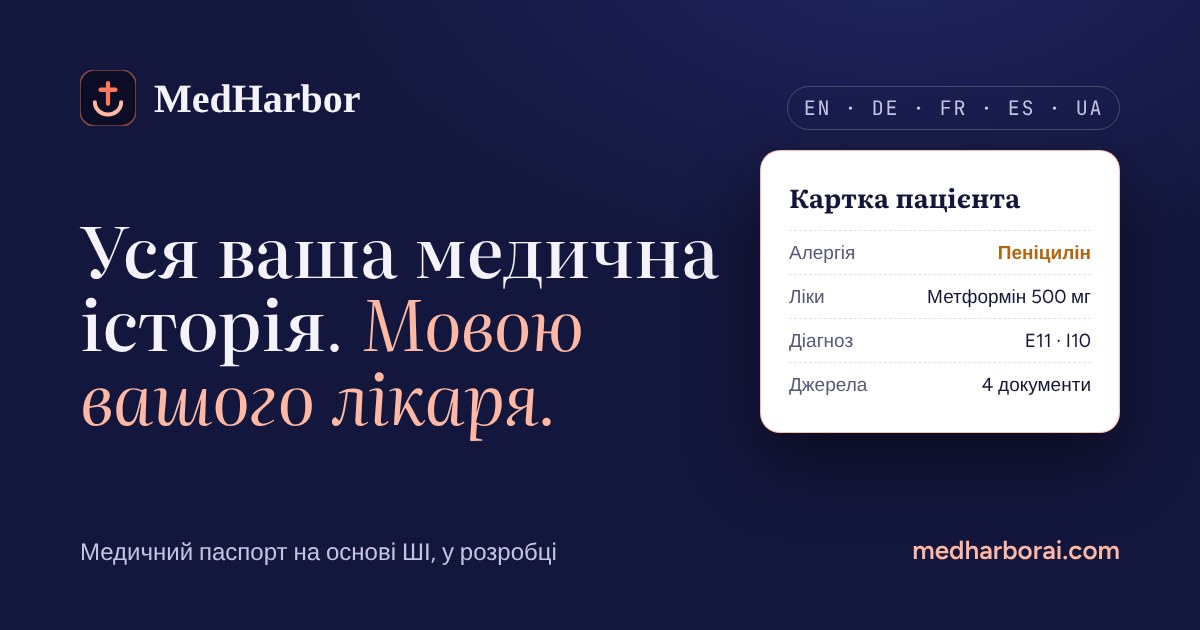 MedHarbor
EN · DE · FR · ES · UA
Уся ваша медична
історія. Мовою
вашого лікаря.
Картка пацієнта
Алергія Пеніцилін
Ліки Метформін 500 мг
Діагноз E11 · I10
Джерела 4 документи
Медичний паспорт на основі ШІ, у розробці
medharborai.com